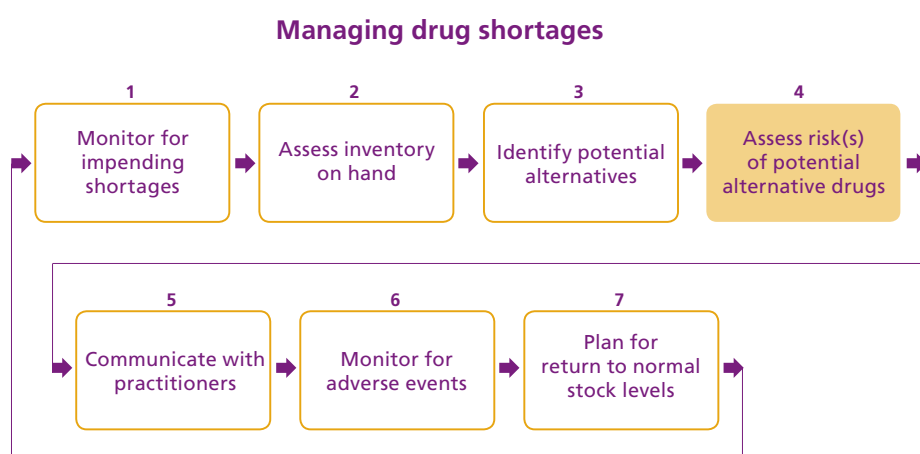 Managing drug shortages
1
Monitor for
impending
shortages
2
Assess inventory
on hand
3
Identify potential
alternatives
4
Assess risk(s)
of potential
alternative drugs
5
Communicate with
practitioners
6
Monitor for
adverse events
7
Plan for
return to normal
stock levels